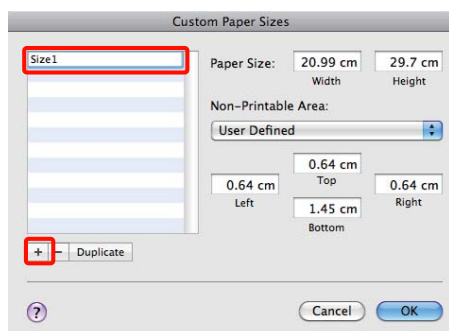 Custom Paper Sizes
Size1
Paper Size:
20.99 cm
29.7 cm
Width
Height
Non-Printable Area:
User Defined
0.64 cm
Top
0.64 cm
0.64 cm
Left
Right
1.45 cm
Bottom
+ − Duplicate
?
Cancel
OK